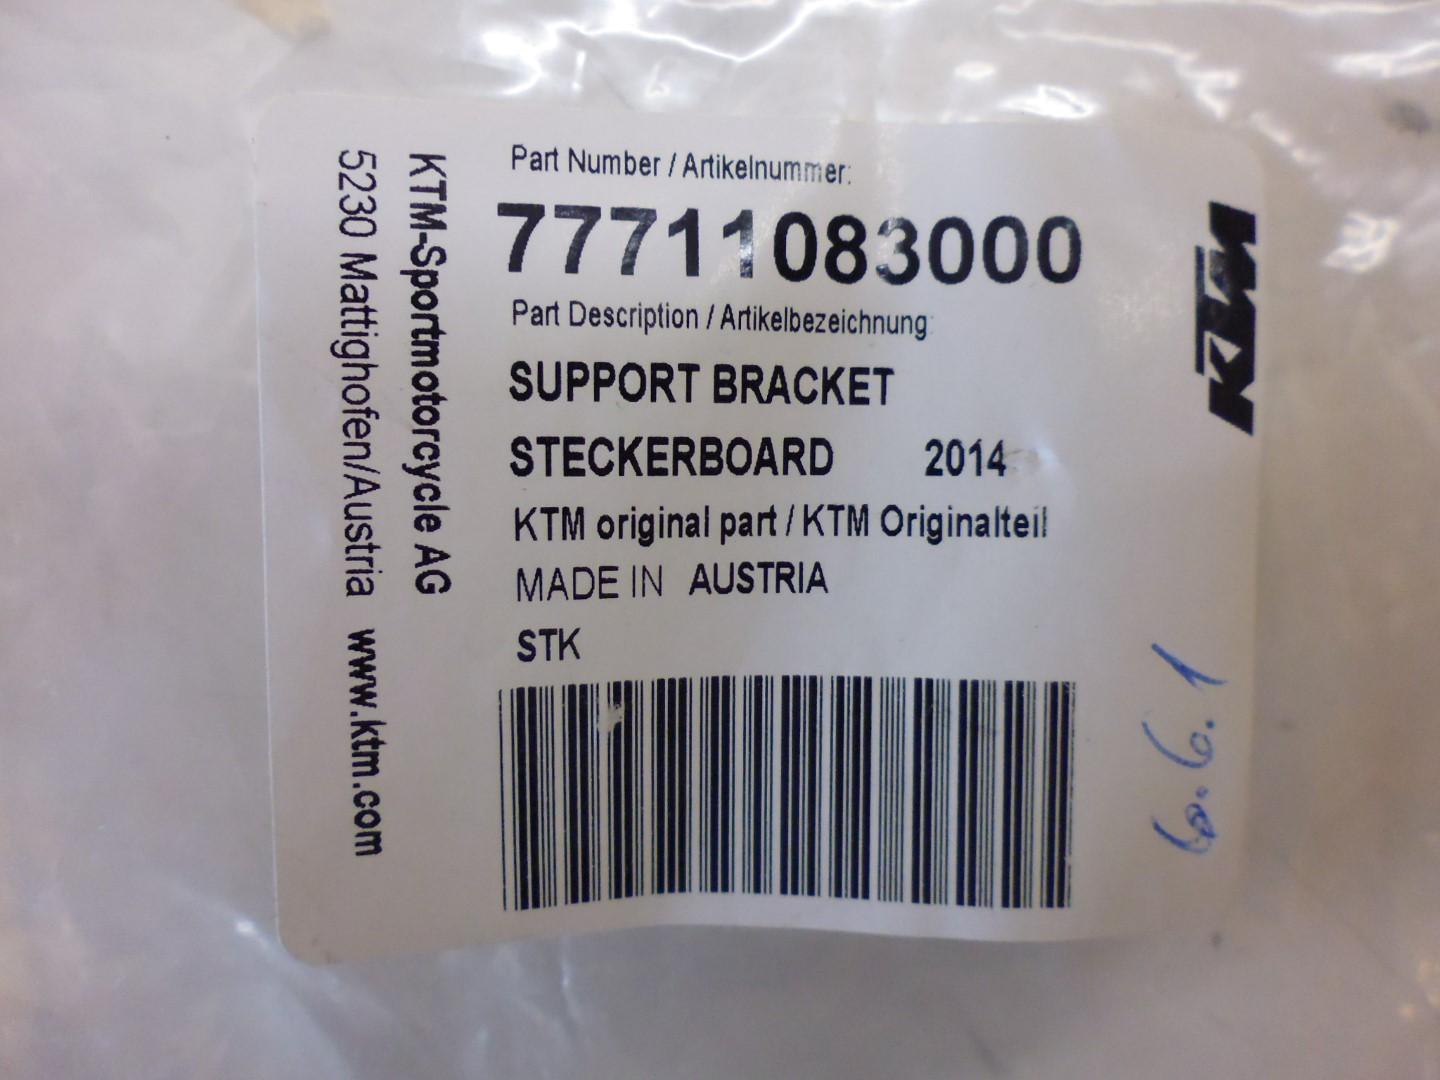 Part Number / Artikelnummer:
77711083000
Part Description / Artikelbezeichnung:
SUPPORT BRACKET
STECKERBOARD 2014
KTM original part / KTM Originalteil
MADE IN AUSTRIA
STK
KTM-Sportmotorcycle AG
5230 Mattighofen/Austria www.ktm.com
KTM
6.6.1